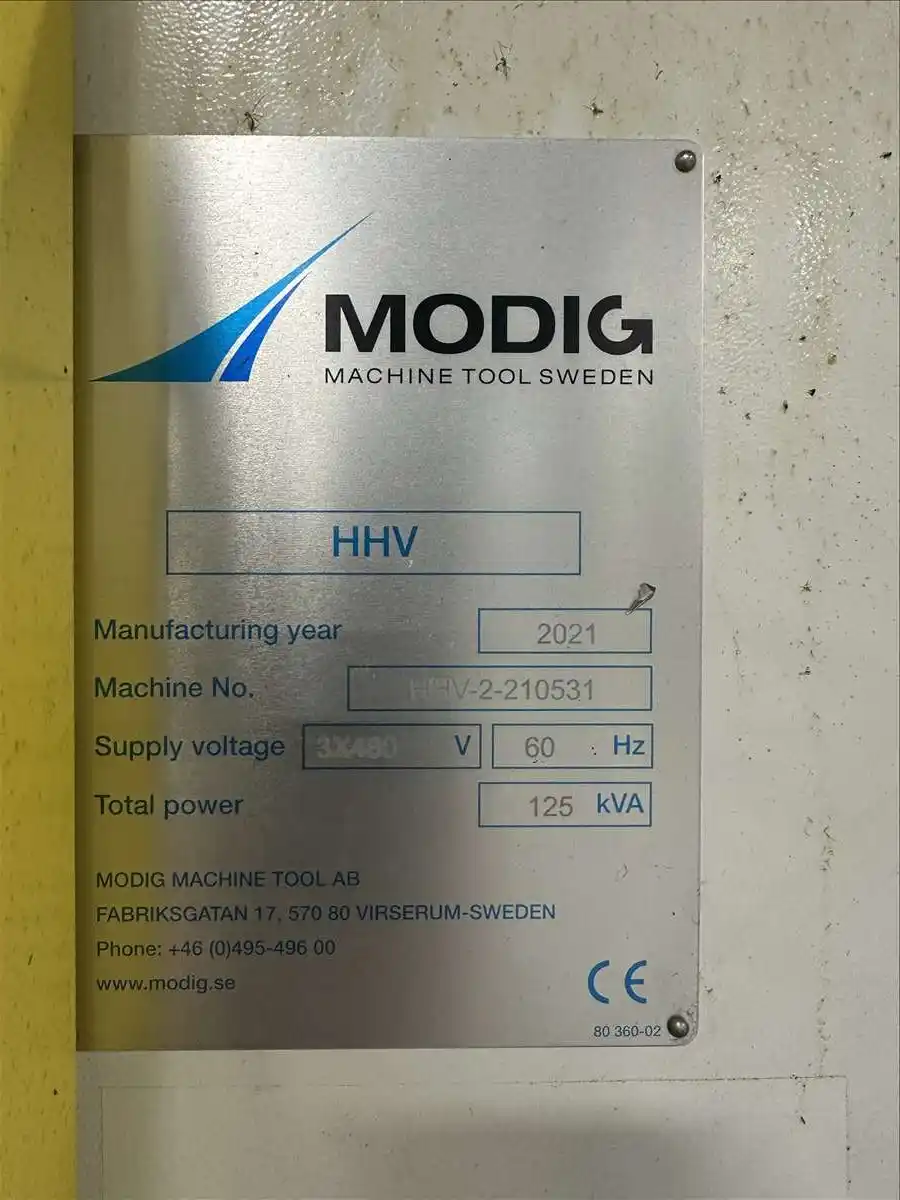 MODIG
MACHINE TOOL SWEDEN
HHV
Manufacturing year 2021
Machine No. HHV-2-210531
Supply voltage 3X480 V 60 Hz
Total power 125 kVA
MODIG MACHINE TOOL AB
FABRIKSGATAN 17, 570 80 VIRSERUM-SWEDEN
Phone: +46 (0)495-496 00
www.modig.se
CE
80 360-02